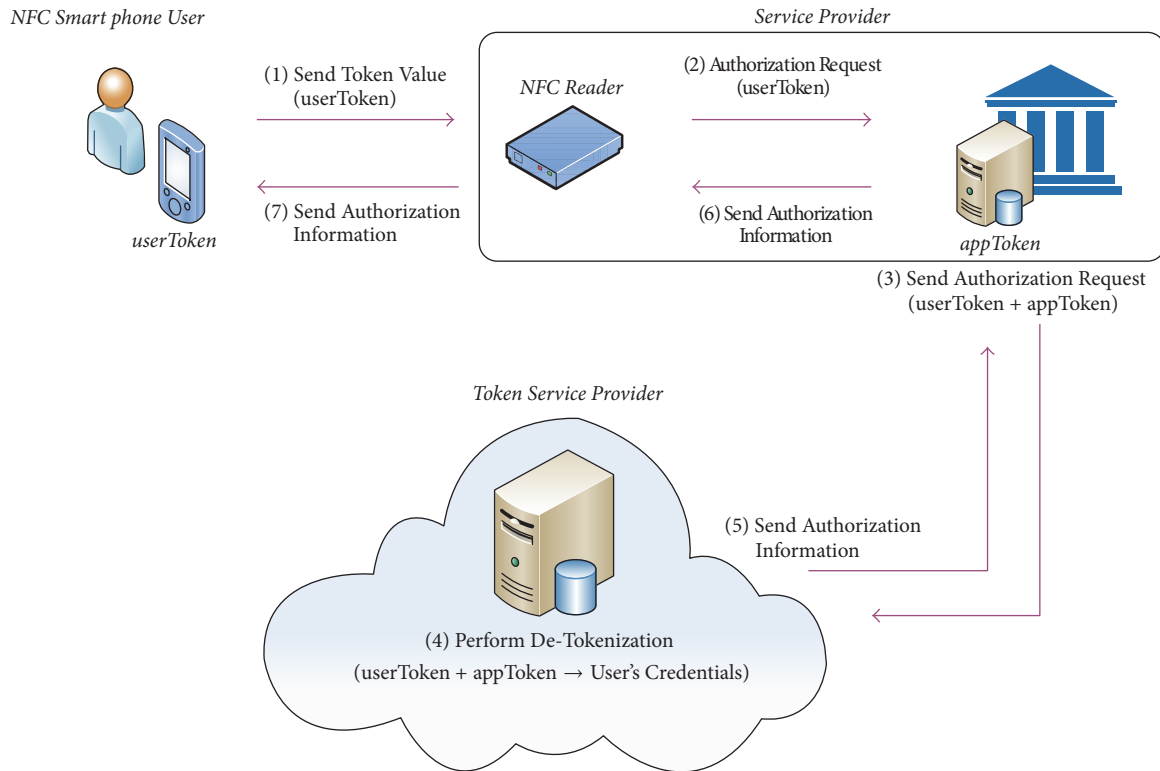 NFC Smart phone User
Service Provider
(1) Send Token Value
(userToken)
NFC Reader
(2) Authorization Request
(userToken)
(7) Send Authorization
Information
userToken
(6) Send Authorization
Information
appToken
(3) Send Authorization Request
(userToken + appToken)
Token Service Provider
(5) Send Authorization
Information
(4) Perform De-Tokenization
(userToken + appToken → User's Credentials)